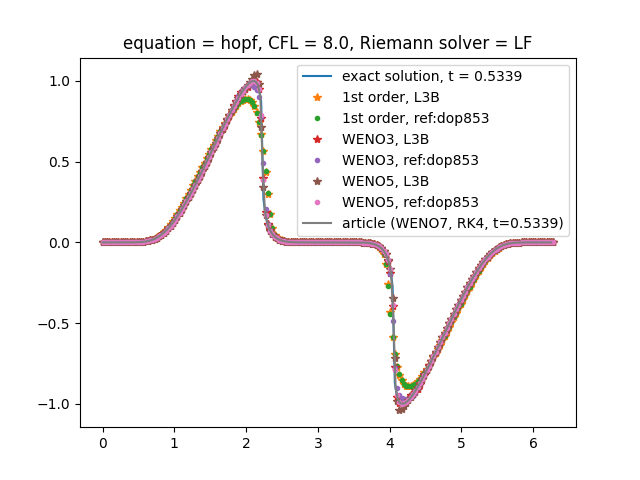 equation = hopf, CFL = 8.0, Riemann solver = LF
exact solution, t = 0.5339
1st order, L3B
1st order, ref:dop853
WENO3, L3B
WENO3, ref:dop853
WENO5, L3B
WENO5, ref:dop853
article (WENO7, RK4, t=0.5339)
1.0
0.5
0.0
−0.5
−1.0
0 1 2 3 4 5 6